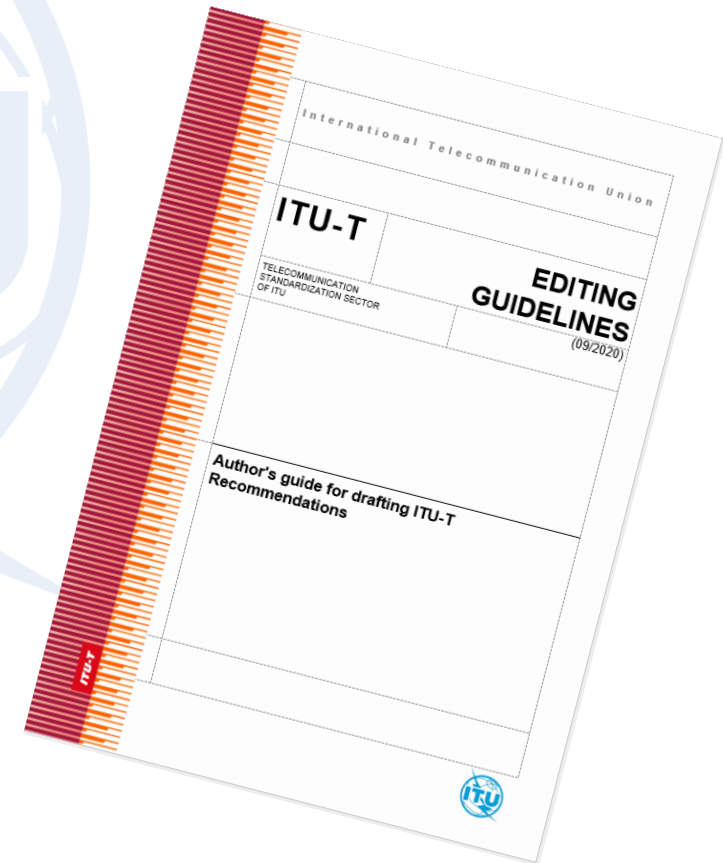 International Telecommunication Union
ITU-T
TELECOMMUNICATION
STANDARDIZATION SECTOR
OF ITU
EDITING
GUIDELINES
(09/2020)
Author's guide for drafting ITU-T
Recommendations
ITU-T
ITU